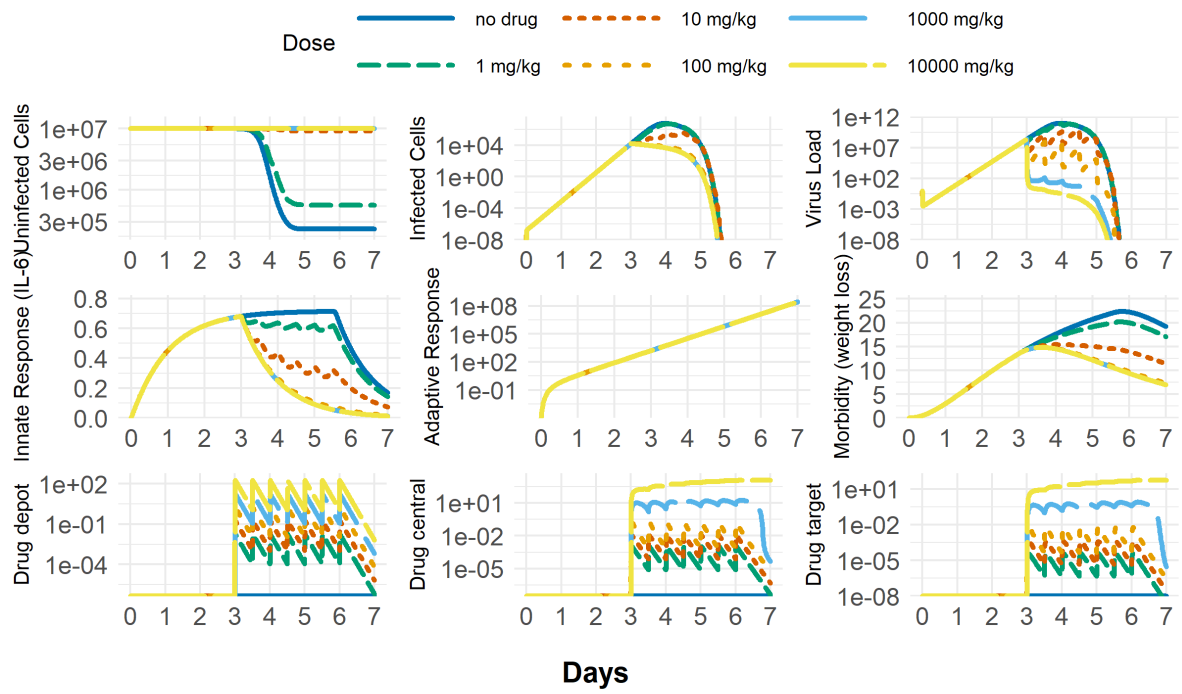 Dose
no drug
10 mg/kg
1000 mg/kg
1 mg/kg
100 mg/kg
10000 mg/kg
Uninfected Cells
1e+07
3e+06
1e+06
3e+05
0 1 2 3 4 5 6 7
Infected Cells
1e+04
1e+00
1e-04
1e-08
0 1 2 3 4 5 6 7
Virus Load
1e+12
1e+07
1e+02
1e-03
1e-08
0 1 2 3 4 5 6 7
Innate Response (IL-6)
0.8
0.6
0.4
0.2
0.0
0 1 2 3 4 5 6 7
Adaptive Response
1e+08
1e+05
1e+02
1e-01
0 1 2 3 4 5 6 7
Morbidity (weight loss)
25
20
15
10
5
0
0 1 2 3 4 5 6 7
Drug depot
1e+02
1e-01
1e-04
0 1 2 3 4 5 6 7
Drug central
1e+01
1e-02
1e-05
0 1 2 3 4 5 6 7
Drug target
1e+01
1e-02
1e-05
1e-08
0 1 2 3 4 5 6 7
Days